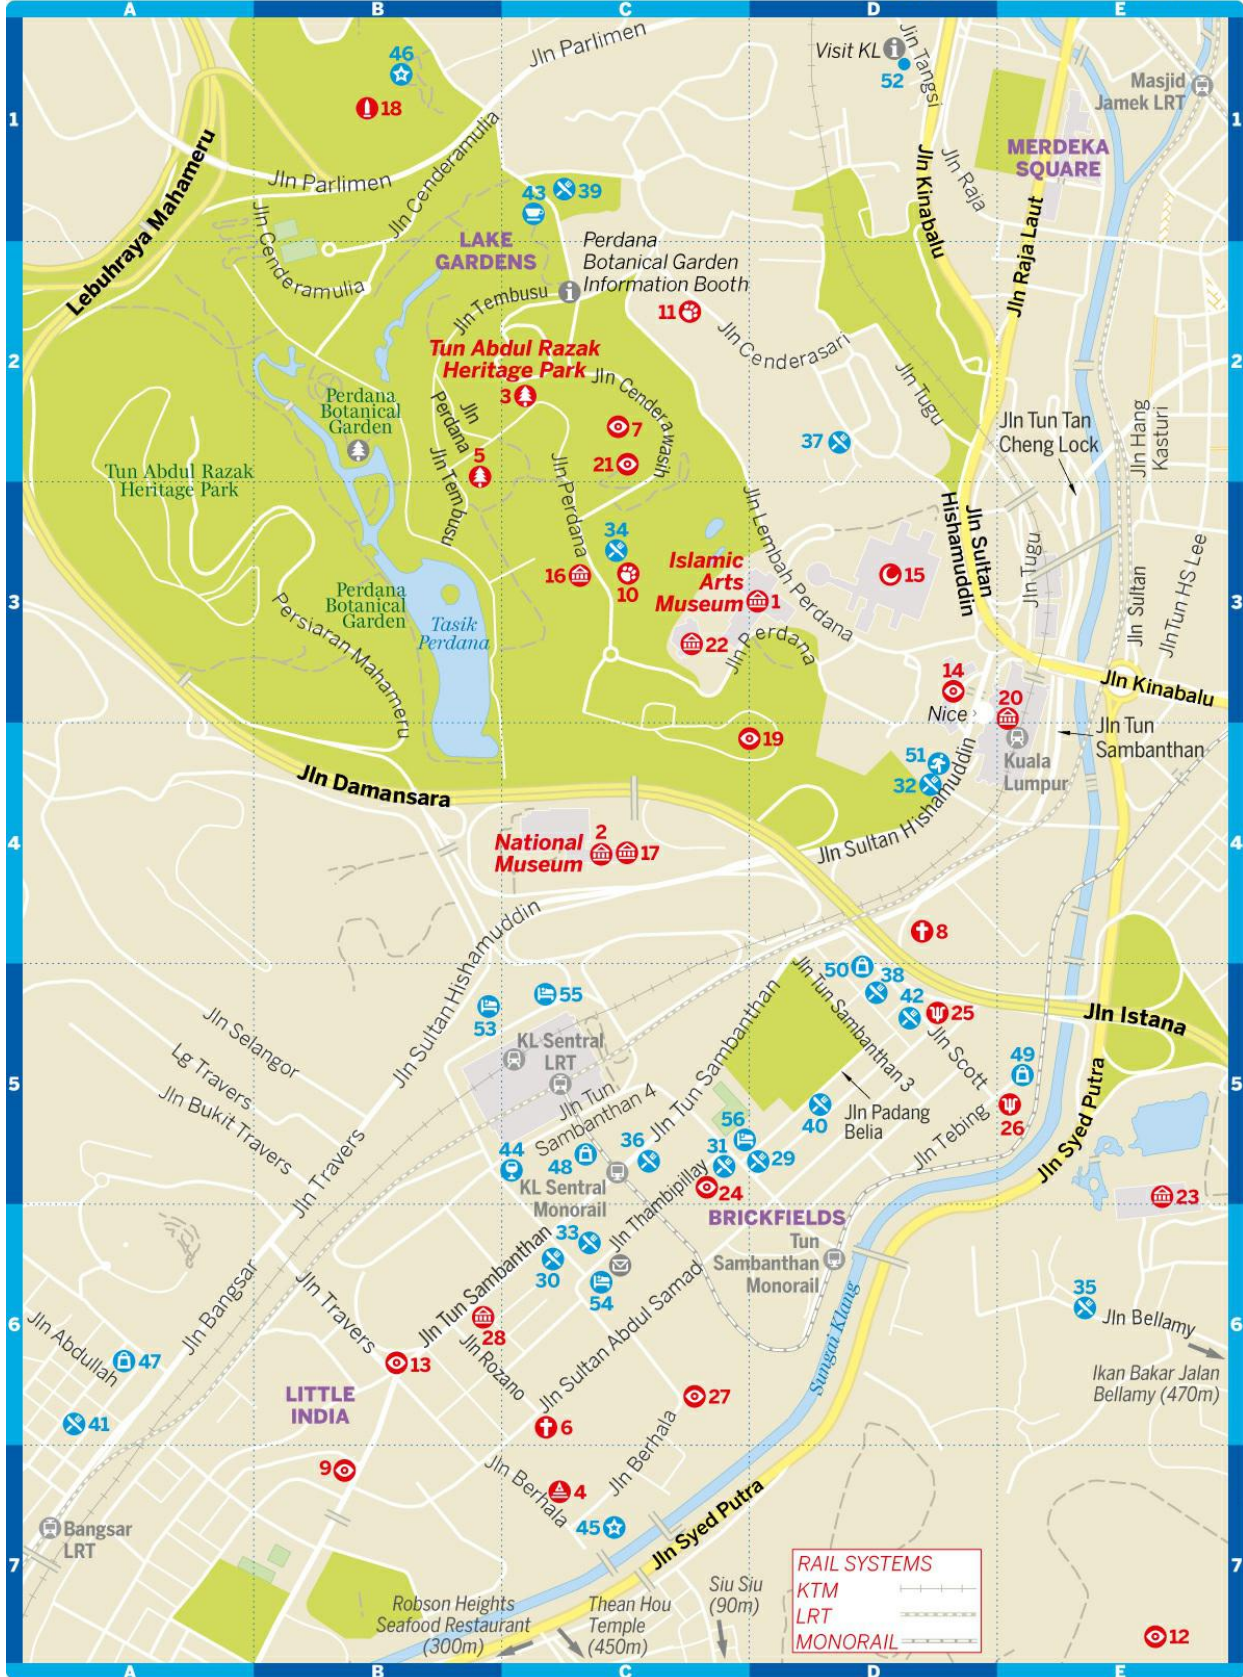 A
B
C
D
E
46
Jln Parlimen
Visit KL
52
Jln Tangsi
Masjid
Jamek LRT
1
18
1
MERDEKA
SQUARE
Lebuhraya Mahameru
Jln Parlimen
Jln Cenderamulia
43
39
Jln Kinabalu
Jln Raja
Jln Raja Laut
Jln Cenderamulia
LAKE
GARDENS
Perdana
Botanical Garden
Information Booth
Jln Tembusu
11
Jln Cenderasari
2
2
Tun Abdul Razak
Heritage Park
3
Jln Cenderawasih
Jln Tugu
Perdana
Botanical
Garden
Jln
Perdana
7
37
Jln Tun Tan
Cheng Lock
Jln Hang
Kasturi
5
21
Tun Abdul Razak
Heritage Park
Jln Tembusu
Jln Perdana
Jln Lembah Perdana
Jln Sultan
Hishamuddin
34
Islamic
Arts
Museum
1
16
10
15
Jln Tugu
Jln Sultan
JlnTun HS Lee
3
3
Perdana
Botanical
Garden
Tasik
Perdana
Persiaran Mahameru
22
Jln Perdana
14
20
Jln Kinabalu
Nice
19
Jln Tun
Sambanthan
51
32
Kuala
Lumpur
Jln Damansara
Jln Sultan Hishamuddin
4
4
National
Museum
2
17
Jln Sultan Hishamuddin
8
50
38
42
25
Jln Istana
55
53
Jln Selangor
Lg Travers
Jln Bukit Travers
KL Sentral
LRT
Jln Tun Sambanthan
Jln Tun Sambanthan 3
Jln Scott
49
5
5
Jln Tun
Sambanthan 4
Jln Travers
40
Jln Padang
Belia
26
Jln Tebing
Jln Syed Putra
44
48
36
56
31
29
24
KL Sentral
Monorail
Jln Thambipillay
BRICKFIELDS
23
33
30
54
Tun
Sambanthan
Monorail
Jln Tun Sambanthan
Jln Bangsar
Jln Travers
Jln Sultan Abdul Samad
Sungai Klang
35
Jln Bellamy
6
6
Jln Abdullah
47
28
13
Jln Rozano
Ikan Bakar Jalan
Bellamy (470m)
LITTLE
INDIA
27
41
6
9
Jln Berhala
Jln Berhala
4
45
Bangsar
LRT
Jln Syed Putra
7
7
RAIL SYSTEMS
KTM
LRT
MONORAIL
Robson Heights
Seafood Restaurant
(300m)
Thean Hou
Temple
(450m)
Siu Siu
(90m)
12
A
B
C
D
E